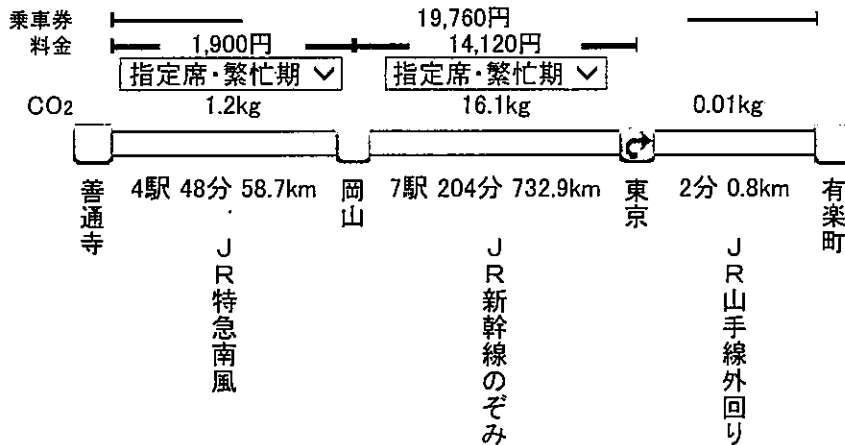 乗車券 19,760円
料金 1,900円 14,120円
指定席・繁忙期 指定席・繁忙期
CO2 1.2kg 16.1kg 0.01kg
善通寺 4駅 48分 58.7km 岡山 7駅 204分 732.9km 東京 2分 0.8km 有楽町
JR特急南風 JR新幹線のぞみ JR山手線外回り